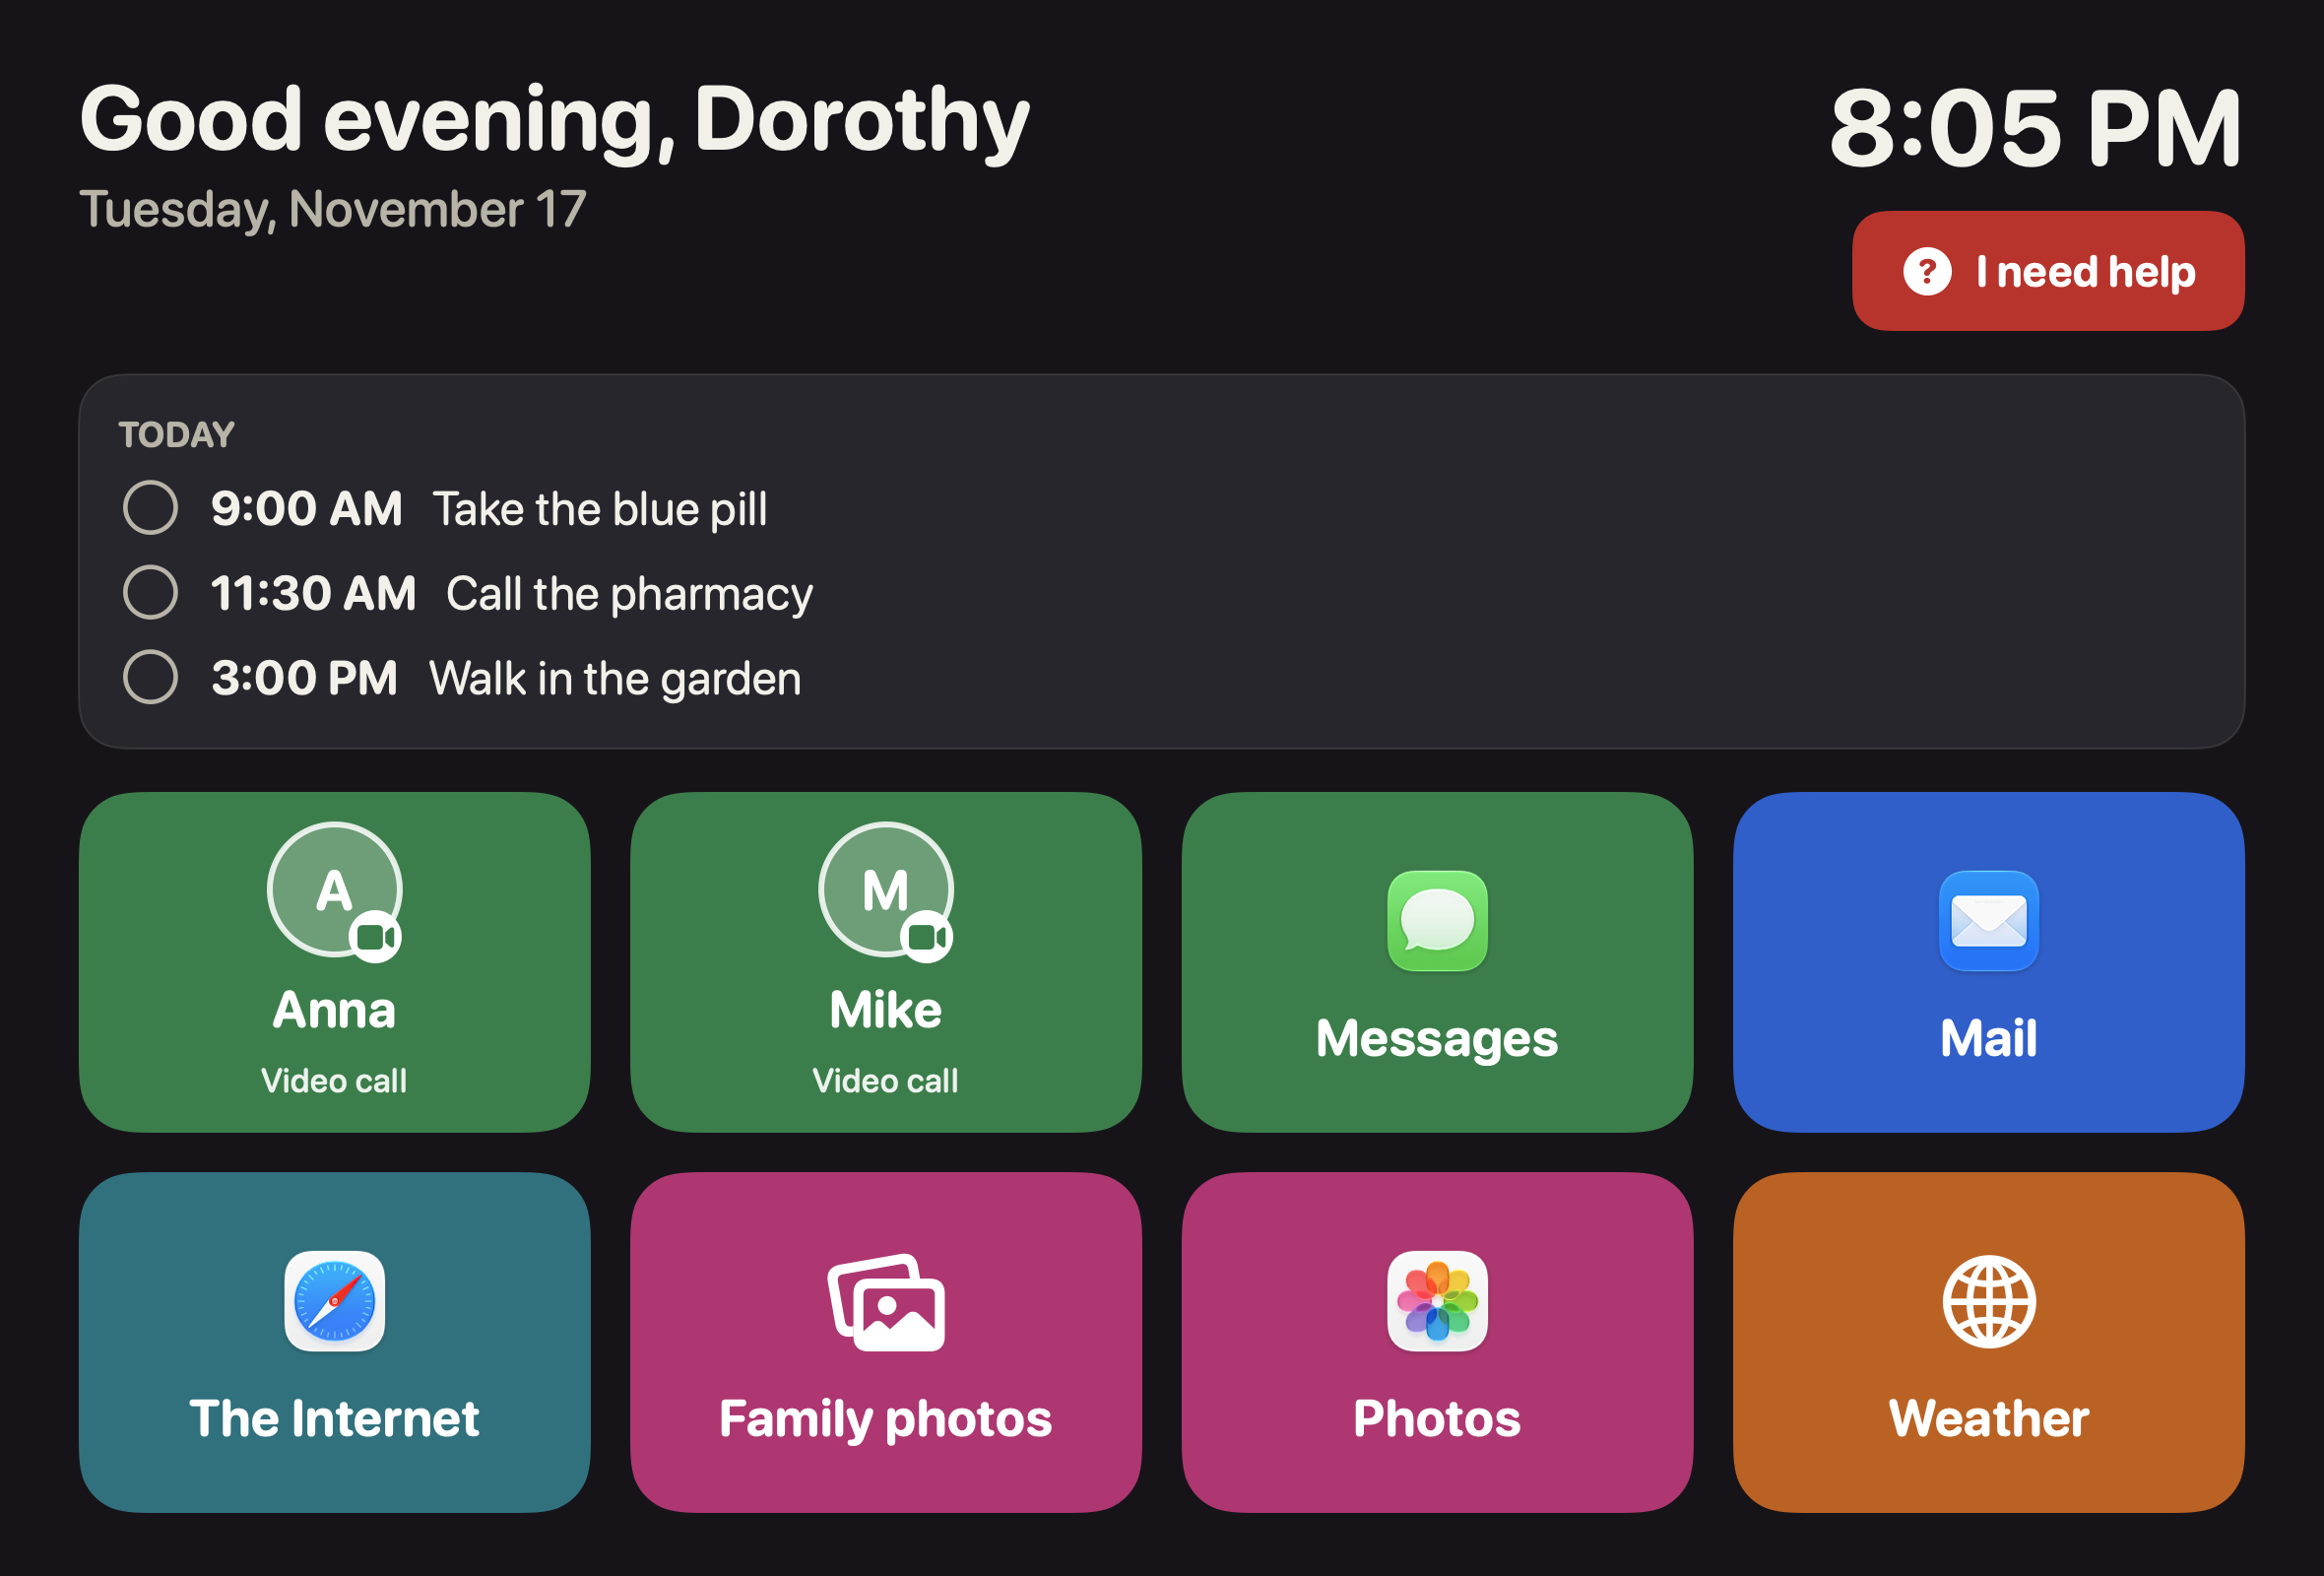 Good evening, Dorothy
Tuesday, November 17
8:05 PM
? I need help
TODAY
9:00 AM Take the blue pill
11:30 AM Call the pharmacy
3:00 PM Walk in the garden
A
Anna
Video call
M
Mike
Video call
Messages
Mail
The Internet
Family photos
Photos
Weather